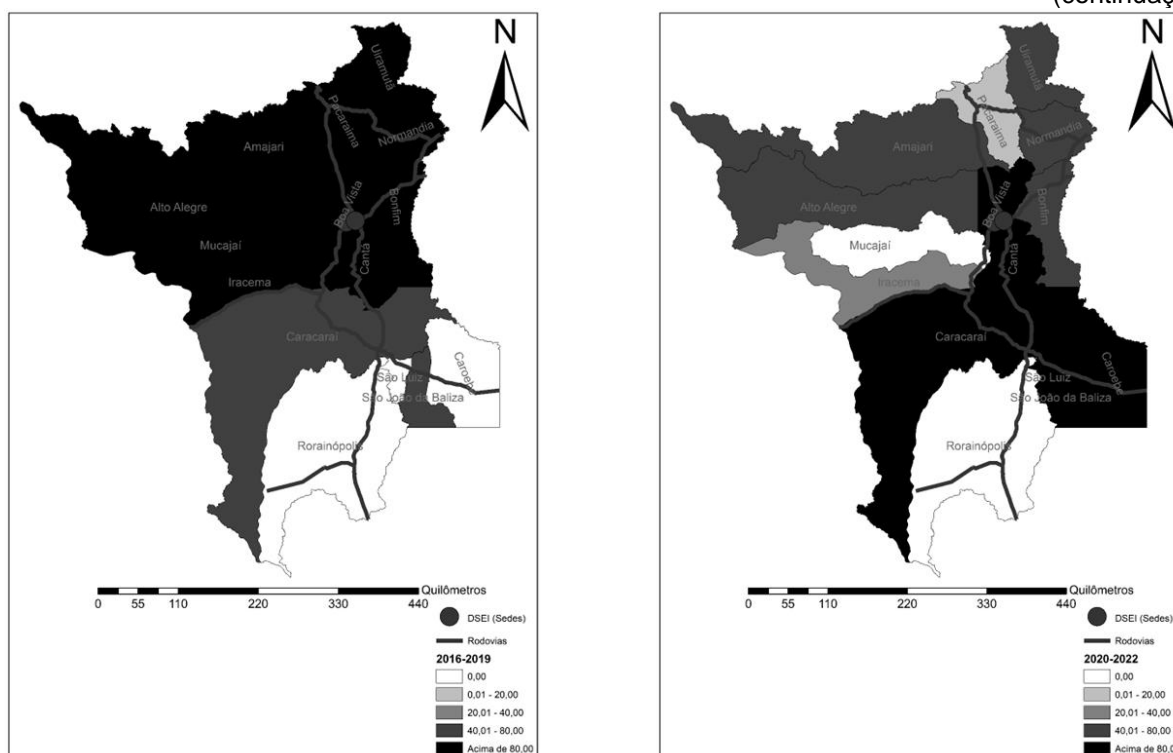 (continuaç
N
Uiramutã
Pacaraima
Normandia
Amajari
Alto Alegre
Boa Vista
Bonfim
Mucajaí
Cantá
Iracema
Caracaraí
Caroebe
São Luiz
São João da Baliza
Rorainópolis
Quilômetros
0 55 110 220 330 440
DSEI (Sedes)
Rodovias
2016-2019
0,00
0,01 - 20,00
20,01 - 40,00
40,01 - 80,00
Acima de 80,00
N
Uiramutã
Pacaraima
Normandia
Amajari
Alto Alegre
Boa Vista
Bonfim
Mucajaí
Cantá
Iracema
Caracaraí
Caroebe
São Luiz
São João da Baliza
Rorainópolis
Quilômetros
0 55 110 220 330 440
DSEI (Sedes)
Rodovias
2020-2022
0,00
0,01 - 20,00
20,01 - 40,00
40,01 - 80,00
Acima de 80,0